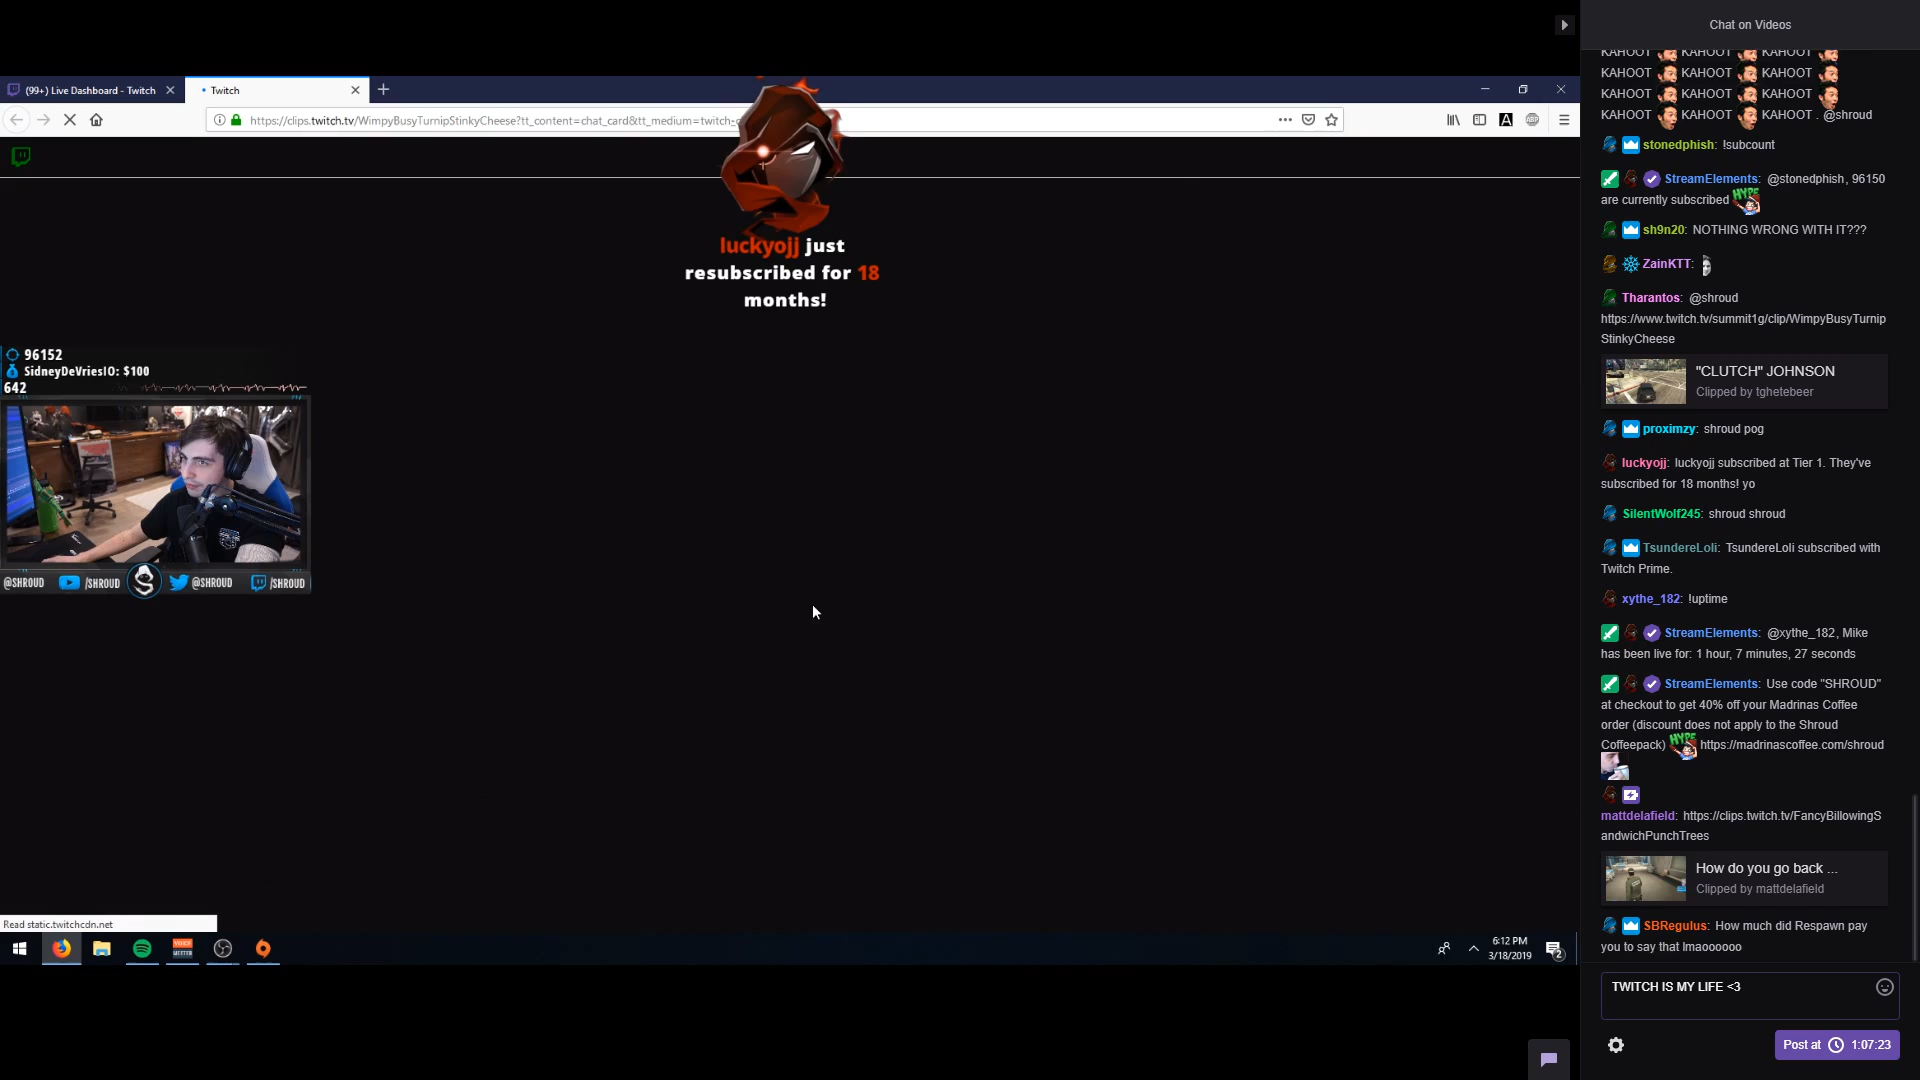 Chat on Videos
KAHOOT KAHOOT KAHOOT
KAHOOT KAHOOT KAHOOT
KAHOOT KAHOOT KAHOOT
KAHOOT KAHOOT KAHOOT . @shroud
stonedphish: !subcount
StreamElements: @stonedphish, 96150
are currently subscribed HYPE
sh9n20: NOTHING WRONG WITH IT???
ZainKTT:
Tharantos: @shroud
https://www.twitch.tv/summit1g/clip/WimpyBusyTurnip
StinkyCheese
"CLUTCH" JOHNSON
Clipped by tghetebeer
proximzy: shroud pog
luckyojj: luckyojj subscribed at Tier 1. They've
subscribed for 18 months! yo
SilentWolf245: shroud shroud
TsundereLoli: TsundereLoli subscribed with
Twitch Prime.
xythe_182: !uptime
StreamElements: @xythe_182, Mike
has been live for: 1 hour, 7 minutes, 27 seconds
StreamElements: Use code "SHROUD"
at checkout to get 40% off your Madrinas Coffee
order (discount does not apply to the Shroud
Coffeepack) HYPE https://madrinascoffee.com/shroud
mattdelafield: https://clips.twitch.tv/FancyBillowingS
andwichPunchTrees
How do you go back ...
Clipped by mattdelafield
SBRegulus: How much did Respawn pay
you to say that lmaoooooo
TWITCH IS MY LIFE <3
Post at 1:07:23
(99+) Live Dashboard - Twitch
Twitch
https://clips.twitch.tv/WimpyBusyTurnipStinkyCheese?tt_content=chat_card&tt_medium=twitch-c
A
ABP
luckyojj just
resubscribed for 18
months!
96152
SidneyDeVriesIO: $100
642
@SHROUD /SHROUD @SHROUD /SHROUD
Read static.twitchcdn.net
VOICE
MEETER
6:12 PM
3/18/2019
2